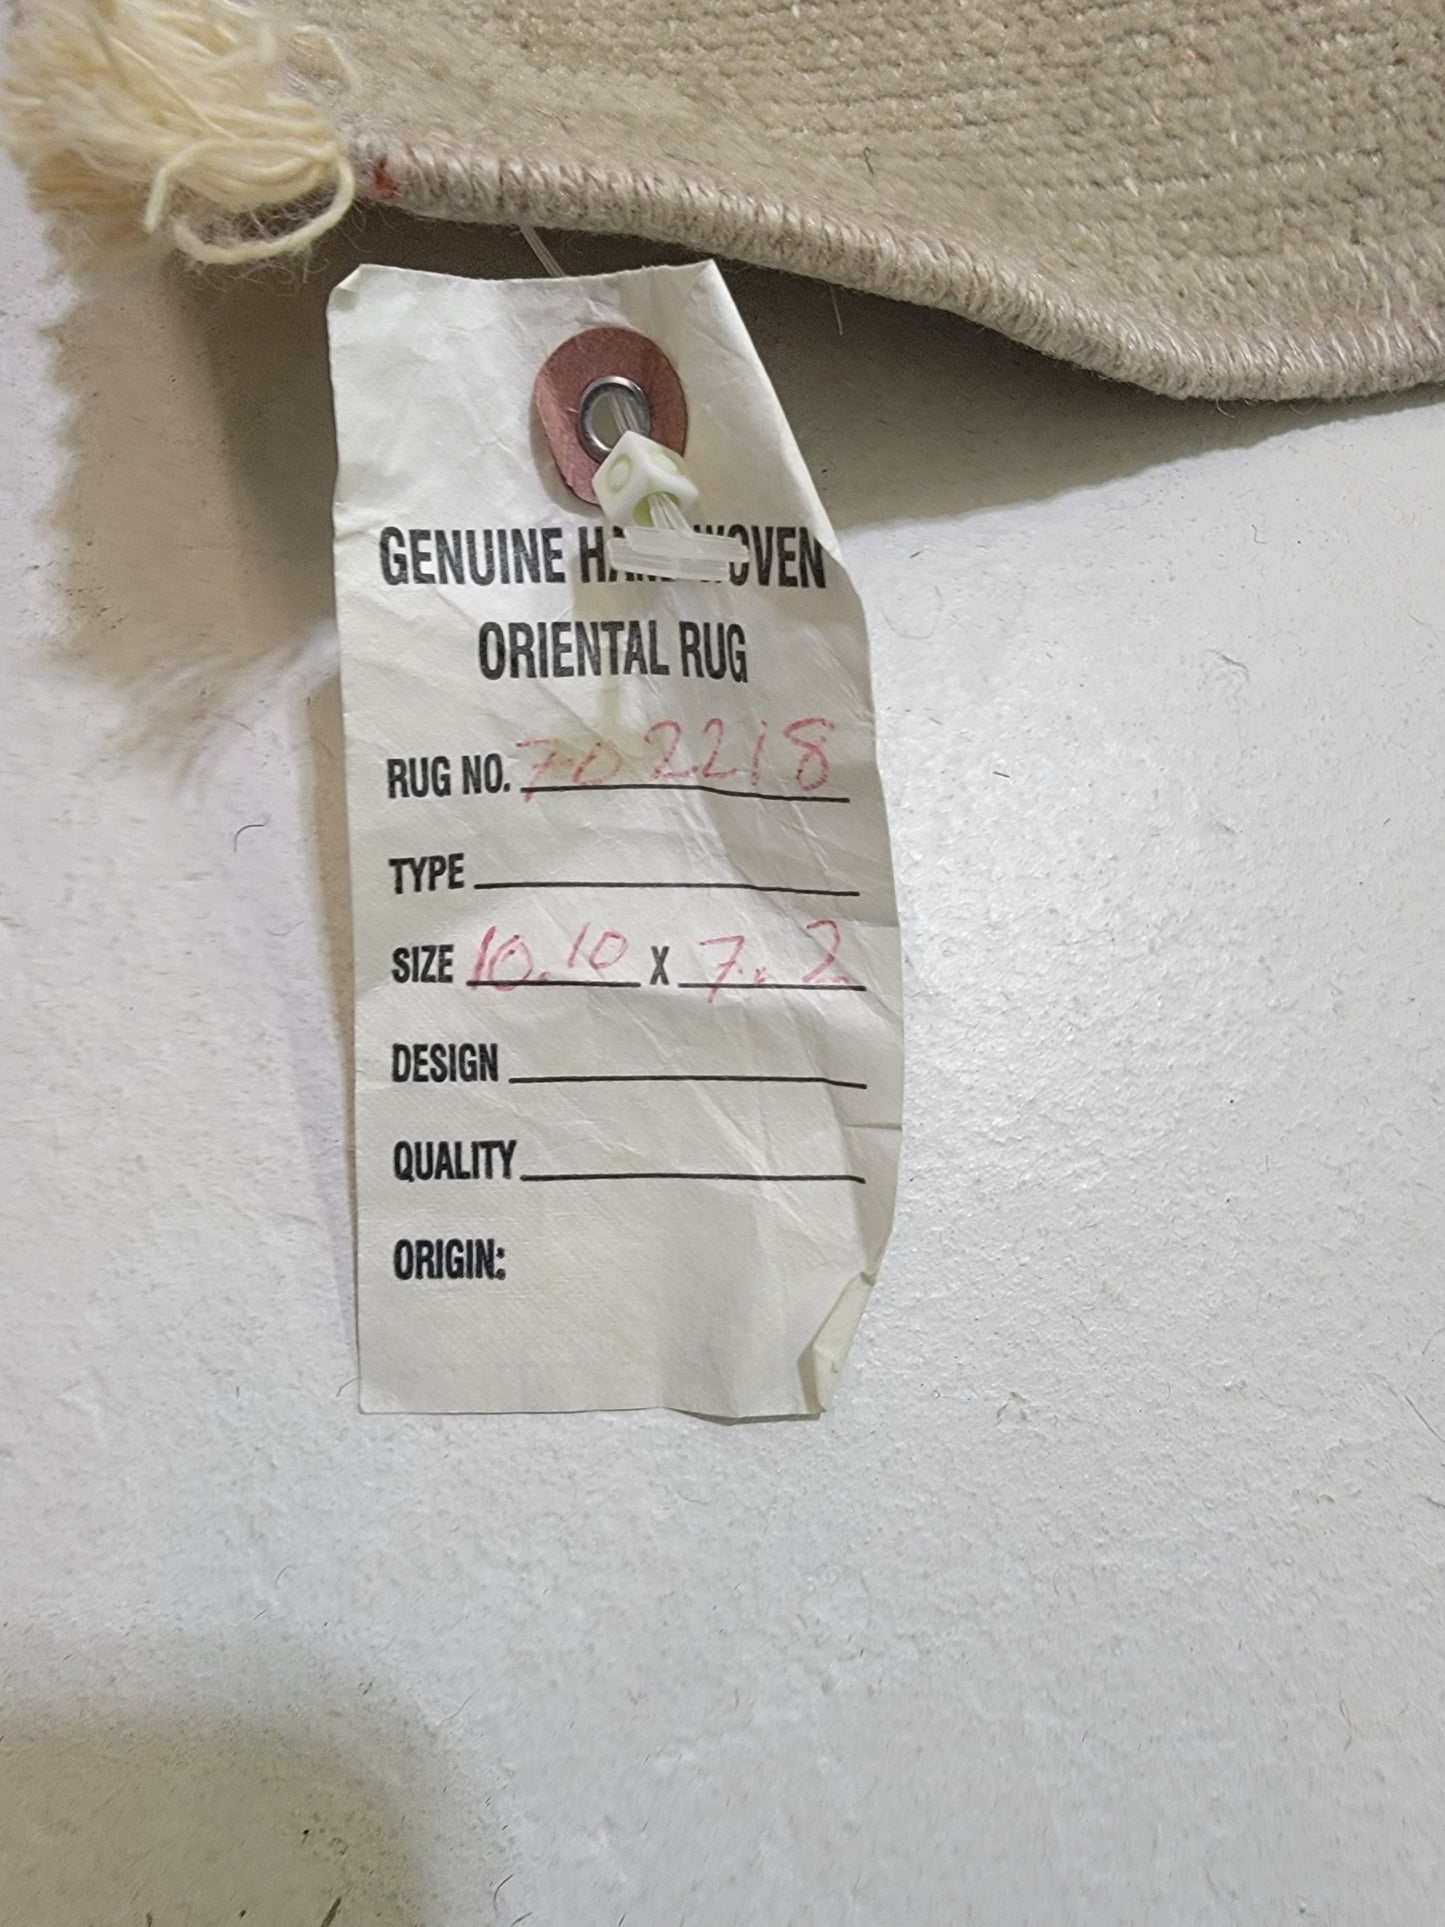 GENUINE HAND WOVEN
ORIENTAL RUG
RUG NO. 702218
TYPE
SIZE 10.10 X 7.2
DESIGN
QUALITY
ORIGIN: